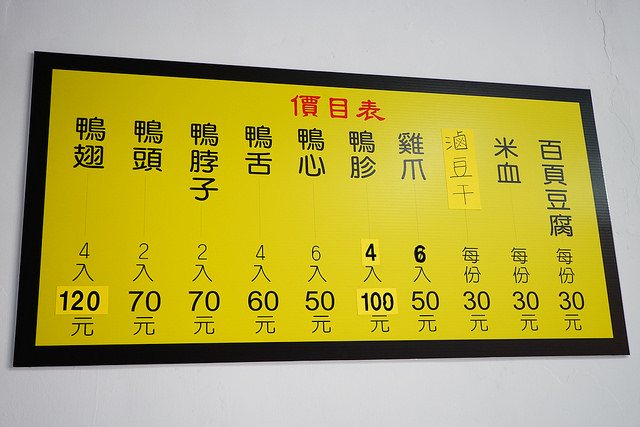 價目表
鴨翅 4入 120元
鴨頭 2入 70元
鴨脖子 2入 70元
鴨舌 4入 60元
鴨心 6入 50元
鴨胗 4入 100元
雞爪 6入 50元
滷豆干 每份 30元
米血 每份 30元
百頁豆腐 每份 30元